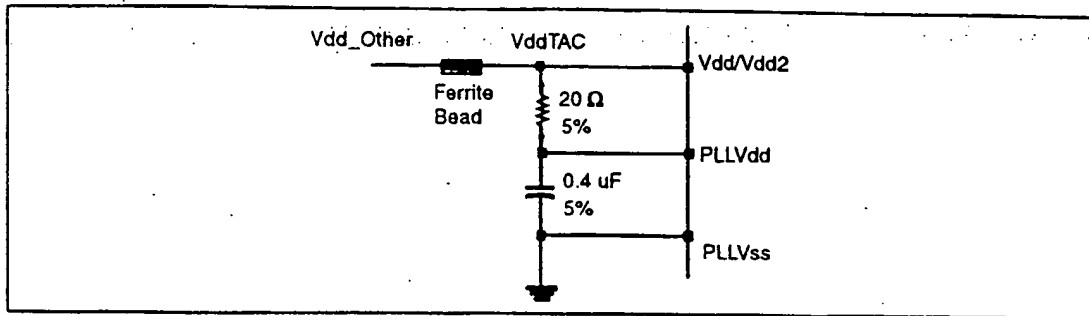 Vdd_Other
VddTAC
Vdd/Vdd2
Ferrite
Bead
20 Ω
5%
PLLVdd
0.4 uF
5%
PLLVss